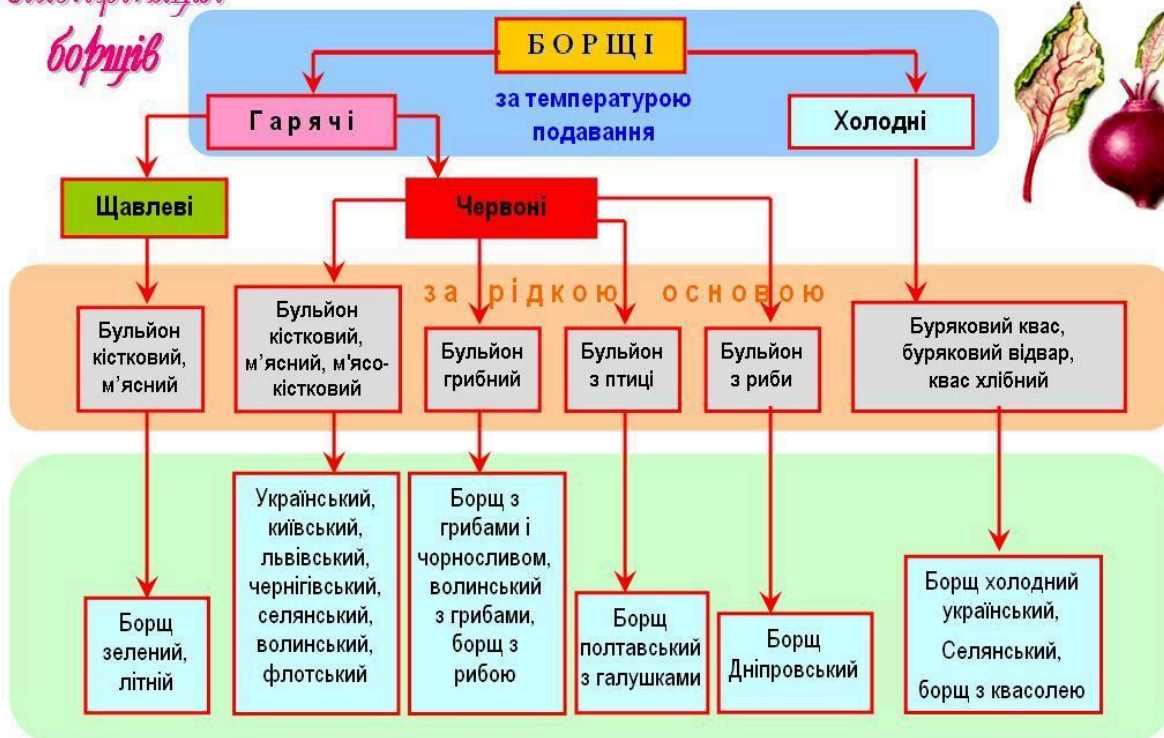 борщів
БОРЩІ
за температурою
подавання
Гарячі
Холодні
Щавлеві
Червоні
за рідкою основою
Бульйон
кістковий,
м’ясний
Бульйон
кістковий,
м’ясний, м'ясо-
кістковий
Бульйон
грибний
Бульйон
з птиці
Бульйон
з риби
Буряковий квас,
буряковий відвар,
квас хлібний
Борщ
зелений,
літній
Український,
київський,
львівський,
чернігівський,
селянський,
волинський,
флотський
Борщ з
грибами і
чорносливом,
волинський
з грибами,
борщ з
рибою
Борщ
полтавський
з галушками
Борщ
Дніпровський
Борщ холодний
український,
Селянський,
борщ з квасолею